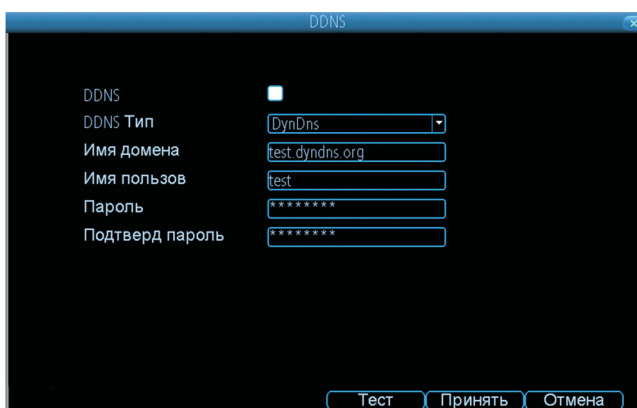 DDNS
DDNS
DDNS Тип DynDns
Имя домена test.dyndns.org
Имя пользов test
Пароль ********
Подтверд пароль ********
Тест Принять Отмена